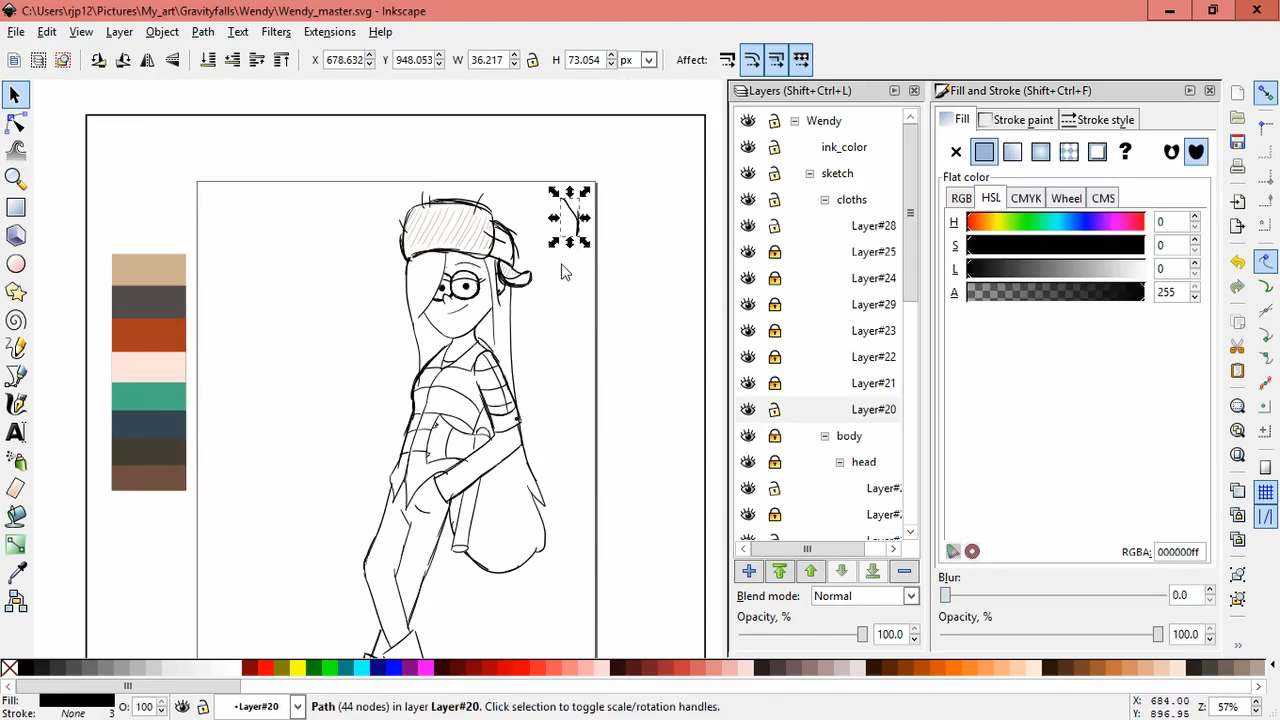 C:\Users\rjp12\Pictures\My_art\Gravityfalls\Wendy\Wendy_master.svg - Inkscape
File Edit View Layer Object Path Text Filters Extensions Help
X 678.632 Y 948.053 W 36.217 H 73.054 px Affect:
Layers (Shift+Ctrl+L)
Wendy
ink_color
sketch
cloths
Layer#28
Layer#25
Layer#24
Layer#29
Layer#23
Layer#22
Layer#21
Layer#20
body
head
Layer#
Layer#
Blend mode: Normal
Opacity, %
100.0
Fill and Stroke (Shift+Ctrl+F)
Fill Stroke paint Stroke style
?
Flat color
RGB HSL CMYK Wheel CMS
H 0
S 0
L 0
A 255
RGBA: 000000ff
Blur:
0.0
Opacity, %
100.0
Fill:
Stroke: None 3
O: 100
•Layer#20
Path (44 nodes) in layer Layer#20. Click selection to toggle scale/rotation handles.
X: 684.00
Y: 896.95
Z: 57%